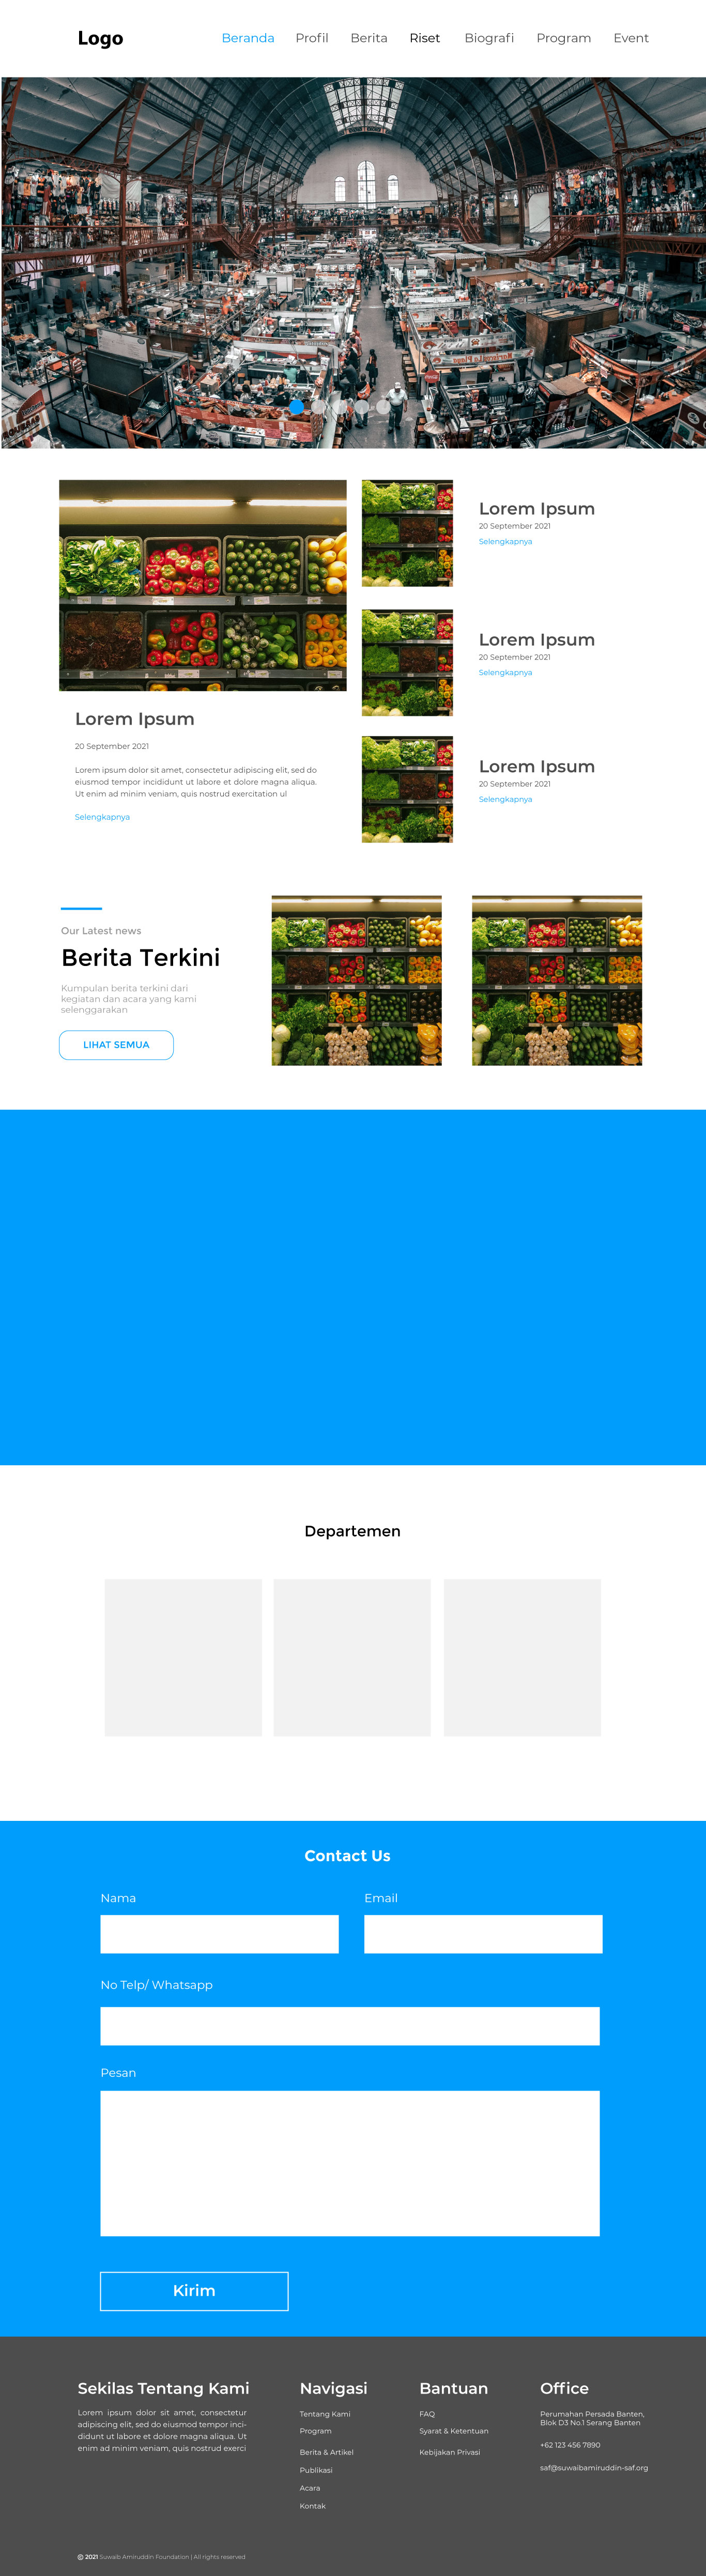 Logo
Beranda Profil Berita Riset Biografi Program Event
Lorem Ipsum
20 September 2021
Lorem ipsum dolor sit amet, consectetur adipiscing elit, sed do
eiusmod tempor incididunt ut labore et dolore magna aliqua.
Ut enim ad minim veniam, quis nostrud exercitation ul
Selengkapnya
Lorem Ipsum
20 September 2021
Selengkapnya
Lorem Ipsum
20 September 2021
Selengkapnya
Lorem Ipsum
20 September 2021
Selengkapnya
Our Latest news
Berita Terkini
Kumpulan berita terkini dari
kegiatan dan acara yang kami
selenggarakan
LIHAT SEMUA
Departemen
Contact Us
Nama
Email
No Telp/ Whatsapp
Pesan
Kirim
Sekilas Tentang Kami
Lorem ipsum dolor sit amet, consectetur
adipiscing elit, sed do eiusmod tempor inci-
didunt ut labore et dolore magna aliqua. Ut
enim ad minim veniam, quis nostrud exerci
Navigasi
Tentang Kami
Program
Berita & Artikel
Publikasi
Acara
Kontak
Bantuan
FAQ
Syarat & Ketentuan
Kebijakan Privasi
Office
Perumahan Persada Banten,
Blok D3 No.1 Serang Banten
+62 123 456 7890
saf@suwaibamiruddin-saf.org
© 2021 Suwaib Amiruddin Foundation | All rights reserved